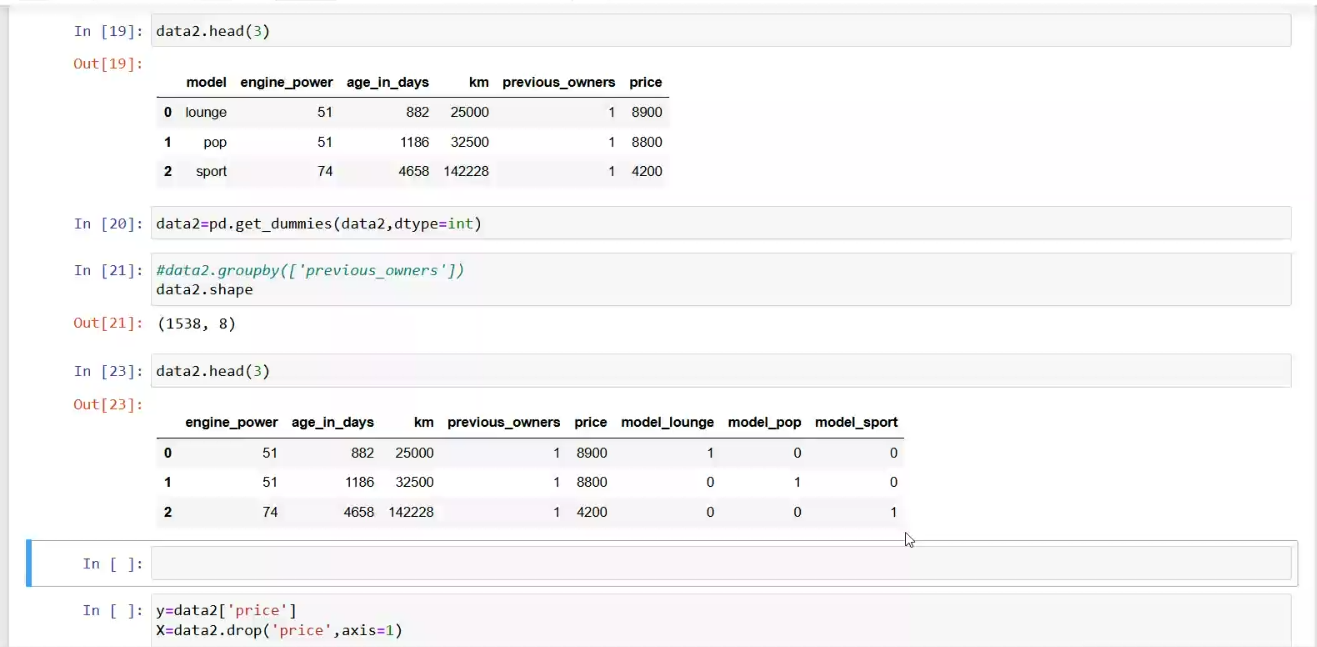 In [19]: data2.head(3)
Out[19]:
model engine_power age_in_days km previous_owners price
0 lounge 51 882 25000 1 8900
1 pop 51 1186 32500 1 8800
2 sport 74 4658 142228 1 4200
In [20]: data2=pd.get_dummies(data2,dtype=int)
In [21]: #data2.groupby(['previous_owners'])
data2.shape
Out[21]: (1538, 8)
In [23]: data2.head(3)
Out[23]:
engine_power age_in_days km previous_owners price model_lounge model_pop model_sport
0 51 882 25000 1 8900 1 0 0
1 51 1186 32500 1 8800 0 1 0
2 74 4658 142228 1 4200 0 0 1
In [ ]:
In [ ]: y=data2['price']
X=data2.drop('price',axis=1)